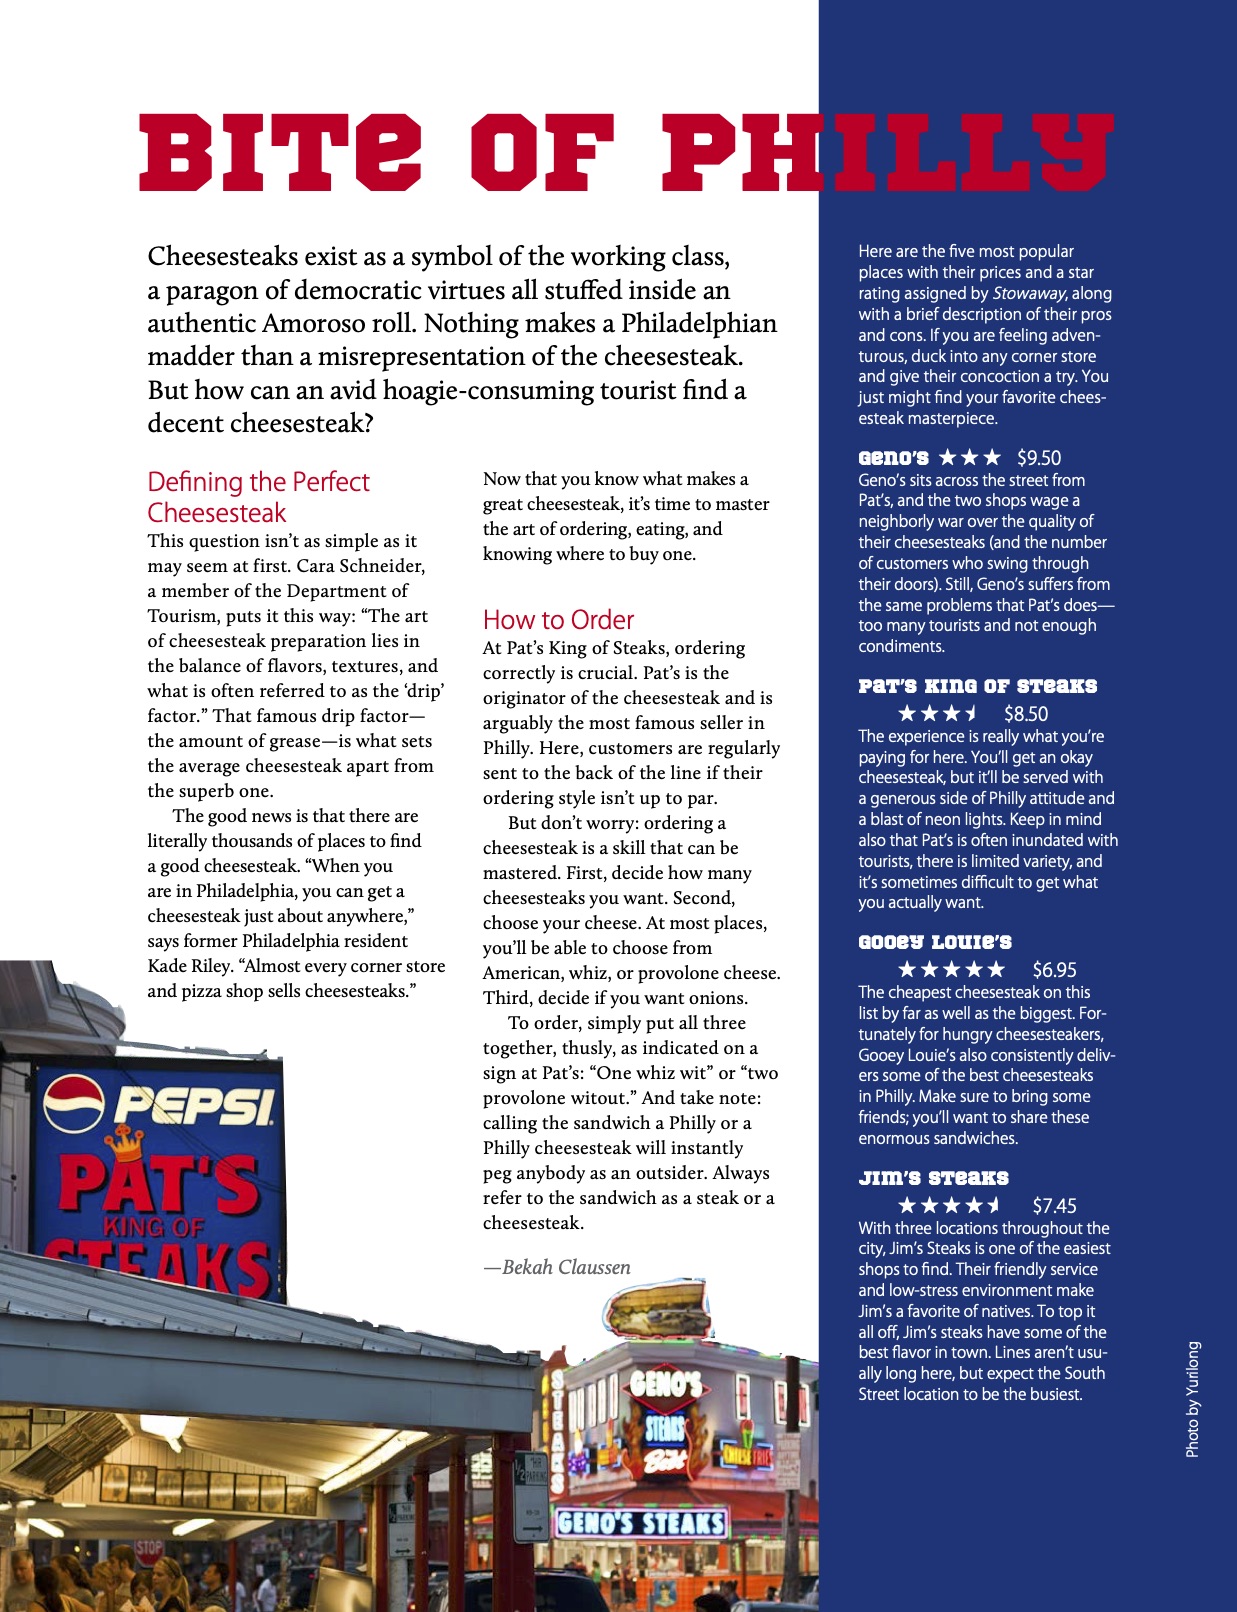 BITE OF PHILLY
Cheesesteaks exist as a symbol of the working class,
a paragon of democratic virtues all stuffed inside an
authentic Amoroso roll. Nothing makes a Philadelphian
madder than a misrepresentation of the cheesesteak.
But how can an avid hoagie-consuming tourist find a
decent cheesesteak?
Defining the Perfect
Cheesesteak
This question isn't as simple as it
may seem at first. Cara Schneider,
a member of the Department of
Tourism, puts it this way: “The art
of cheesesteak preparation lies in
the balance of flavors, textures, and
what is often referred to as the ‘drip’
factor.” That famous drip factor—
the amount of grease—is what sets
the average cheesesteak apart from
the superb one.
The good news is that there are
literally thousands of places to find
a good cheesesteak. “When you
are in Philadelphia, you can get a
cheesesteak just about anywhere,”
says former Philadelphia resident
Kade Riley. “Almost every corner store
and pizza shop sells cheesesteaks.”
Now that you know what makes a
great cheesesteak, it's time to master
the art of ordering, eating, and
knowing where to buy one.
How to Order
At Pat's King of Steaks, ordering
correctly is crucial. Pat's is the
originator of the cheesesteak and is
arguably the most famous seller in
Philly. Here, customers are regularly
sent to the back of the line if their
ordering style isn't up to par.
But don't worry: ordering a
cheesesteak is a skill that can be
mastered. First, decide how many
cheesesteaks you want. Second,
choose your cheese. At most places,
you'll be able to choose from
American, whiz, or provolone cheese.
Third, decide if you want onions.
To order, simply put all three
together, thusly, as indicated on a
sign at Pat's: “One whiz wit” or “two
provolone witout.” And take note:
calling the sandwich a Philly or a
Philly cheesesteak will instantly
peg anybody as an outsider. Always
refer to the sandwich as a steak or a
cheesesteak.
—Bekah Claussen
Here are the five most popular
places with their prices and a star
rating assigned by Stowaway, along
with a brief description of their pros
and cons. If you are feeling adven-
turous, duck into any corner store
and give their concoction a try. You
just might find your favorite chees-
esteak masterpiece.
Geno's ★★★ $9.50
Geno's sits across the street from
Pat's, and the two shops wage a
neighborly war over the quality of
their cheesesteaks (and the number
of customers who swing through
their doors). Still, Geno's suffers from
the same problems that Pat's does—
too many tourists and not enough
condiments.
Pat's King of Steaks
$8.50
The experience is really what you're
paying for here. You'll get an okay
cheesesteak, but it'll be served with
a generous side of Philly attitude and
a blast of neon lights. Keep in mind
also that Pat's is often inundated with
tourists, there is limited variety, and
it's sometimes difficult to get what
you actually want.
Gooey Louie's
★★★★★ $6.95
The cheapest cheesesteak on this
list by far as well as the biggest. For-
tunately for hungry cheesesteakers,
Gooey Louie's also consistently deliv-
ers some of the best cheesesteaks
in Philly. Make sure to bring some
friends; you'll want to share these
enormous sandwiches.
Jim's Steaks
$7.45
With three locations throughout the
city, Jim's Steaks is one of the easiest
shops to find. Their friendly service
and low-stress environment make
Jim's a favorite of natives. To top it
all off, Jim's steaks have some of the
best flavor in town. Lines aren't usu-
ally long here, but expect the South
Street location to be the busiest.
Photo by Yurilong
PEPSI
PAT'S
KING OF
STEAKS
STOP
STEAKS
GENO'S
STEAKS
the
Best
CHEESE FRIES
GENO'S STEAKS